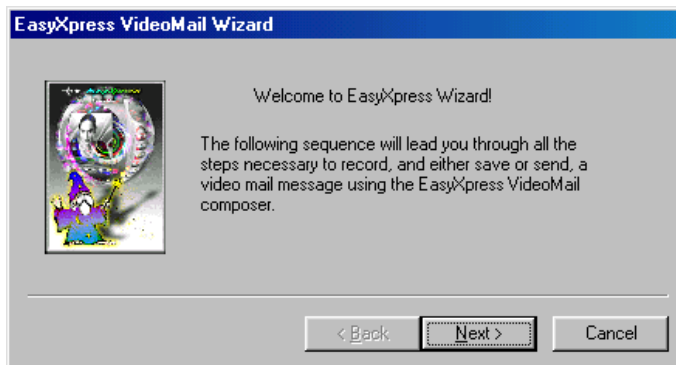 EasyXpress VideoMail Wizard
Welcome to EasyXpress Wizard!
The following sequence will lead you through all the
steps necessary to record, and either save or send, a
video mail message using the EasyXpress VideoMail
composer.
< Back
Next >
Cancel